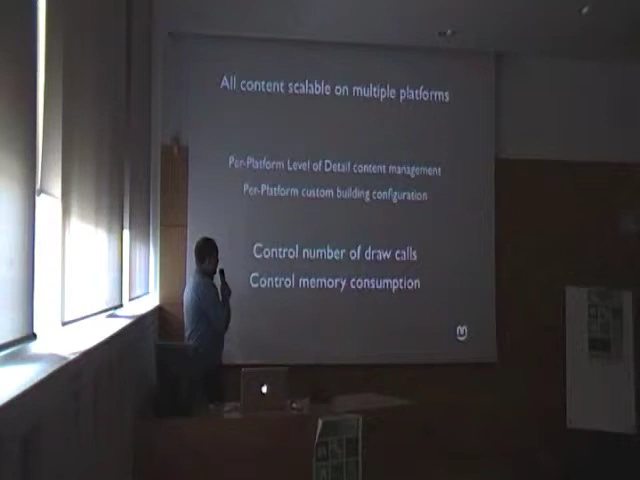 All content scalable on multiple platforms
Per-Platform Level of Detail content management
Per-Platform custom building configuration
Control number of draw calls
Control memory consumption